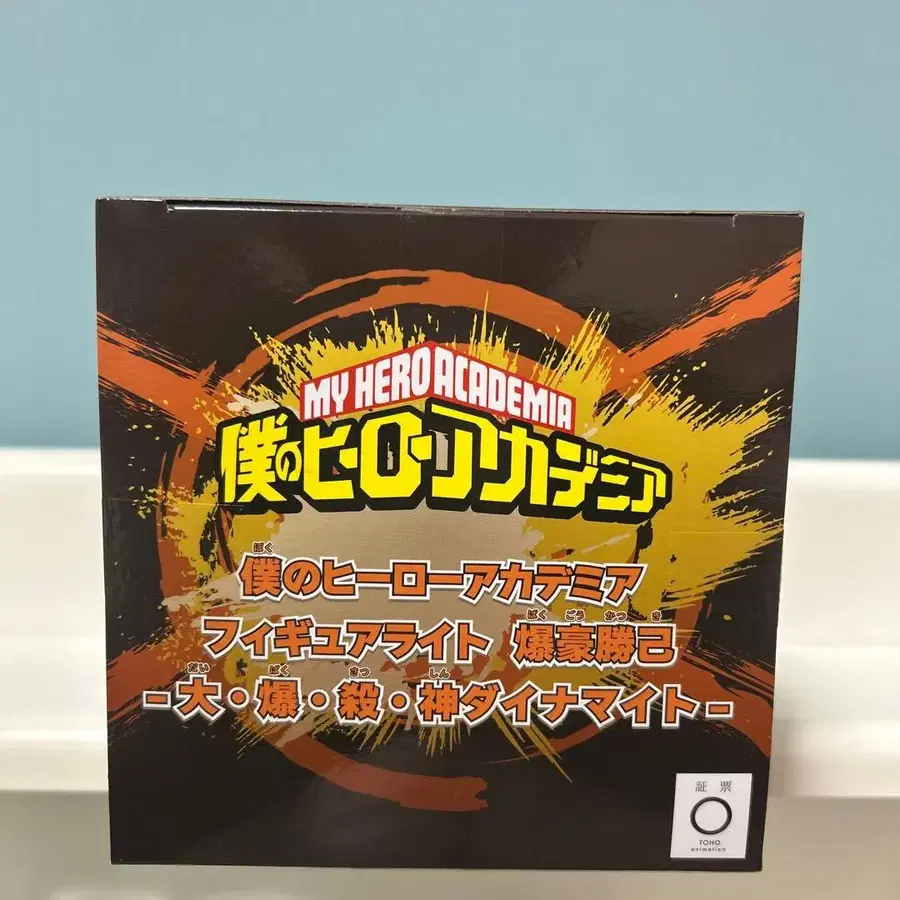 MY HERO ACADEMIA
僕のヒーローアカデミア
ぼく
僕のヒーローアカデミア
ばく ごう かつ き
フィギュアライト 爆豪勝己
だい ばく さっ しん
-大・爆・殺・神ダイナマイト-
証票
TOHO
animation